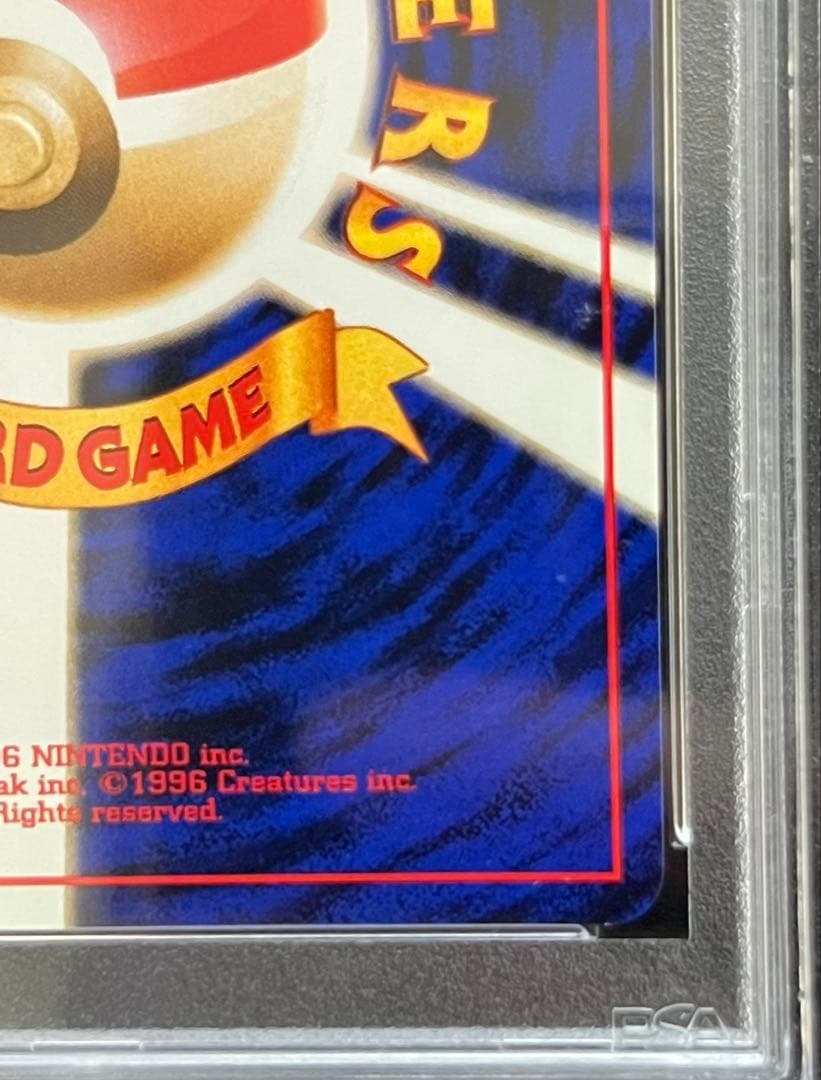 ERS
RD GAME
6 NINTENDO inc.
ak inc. ©1996 Creatures inc.
Rights reserved.
PSA